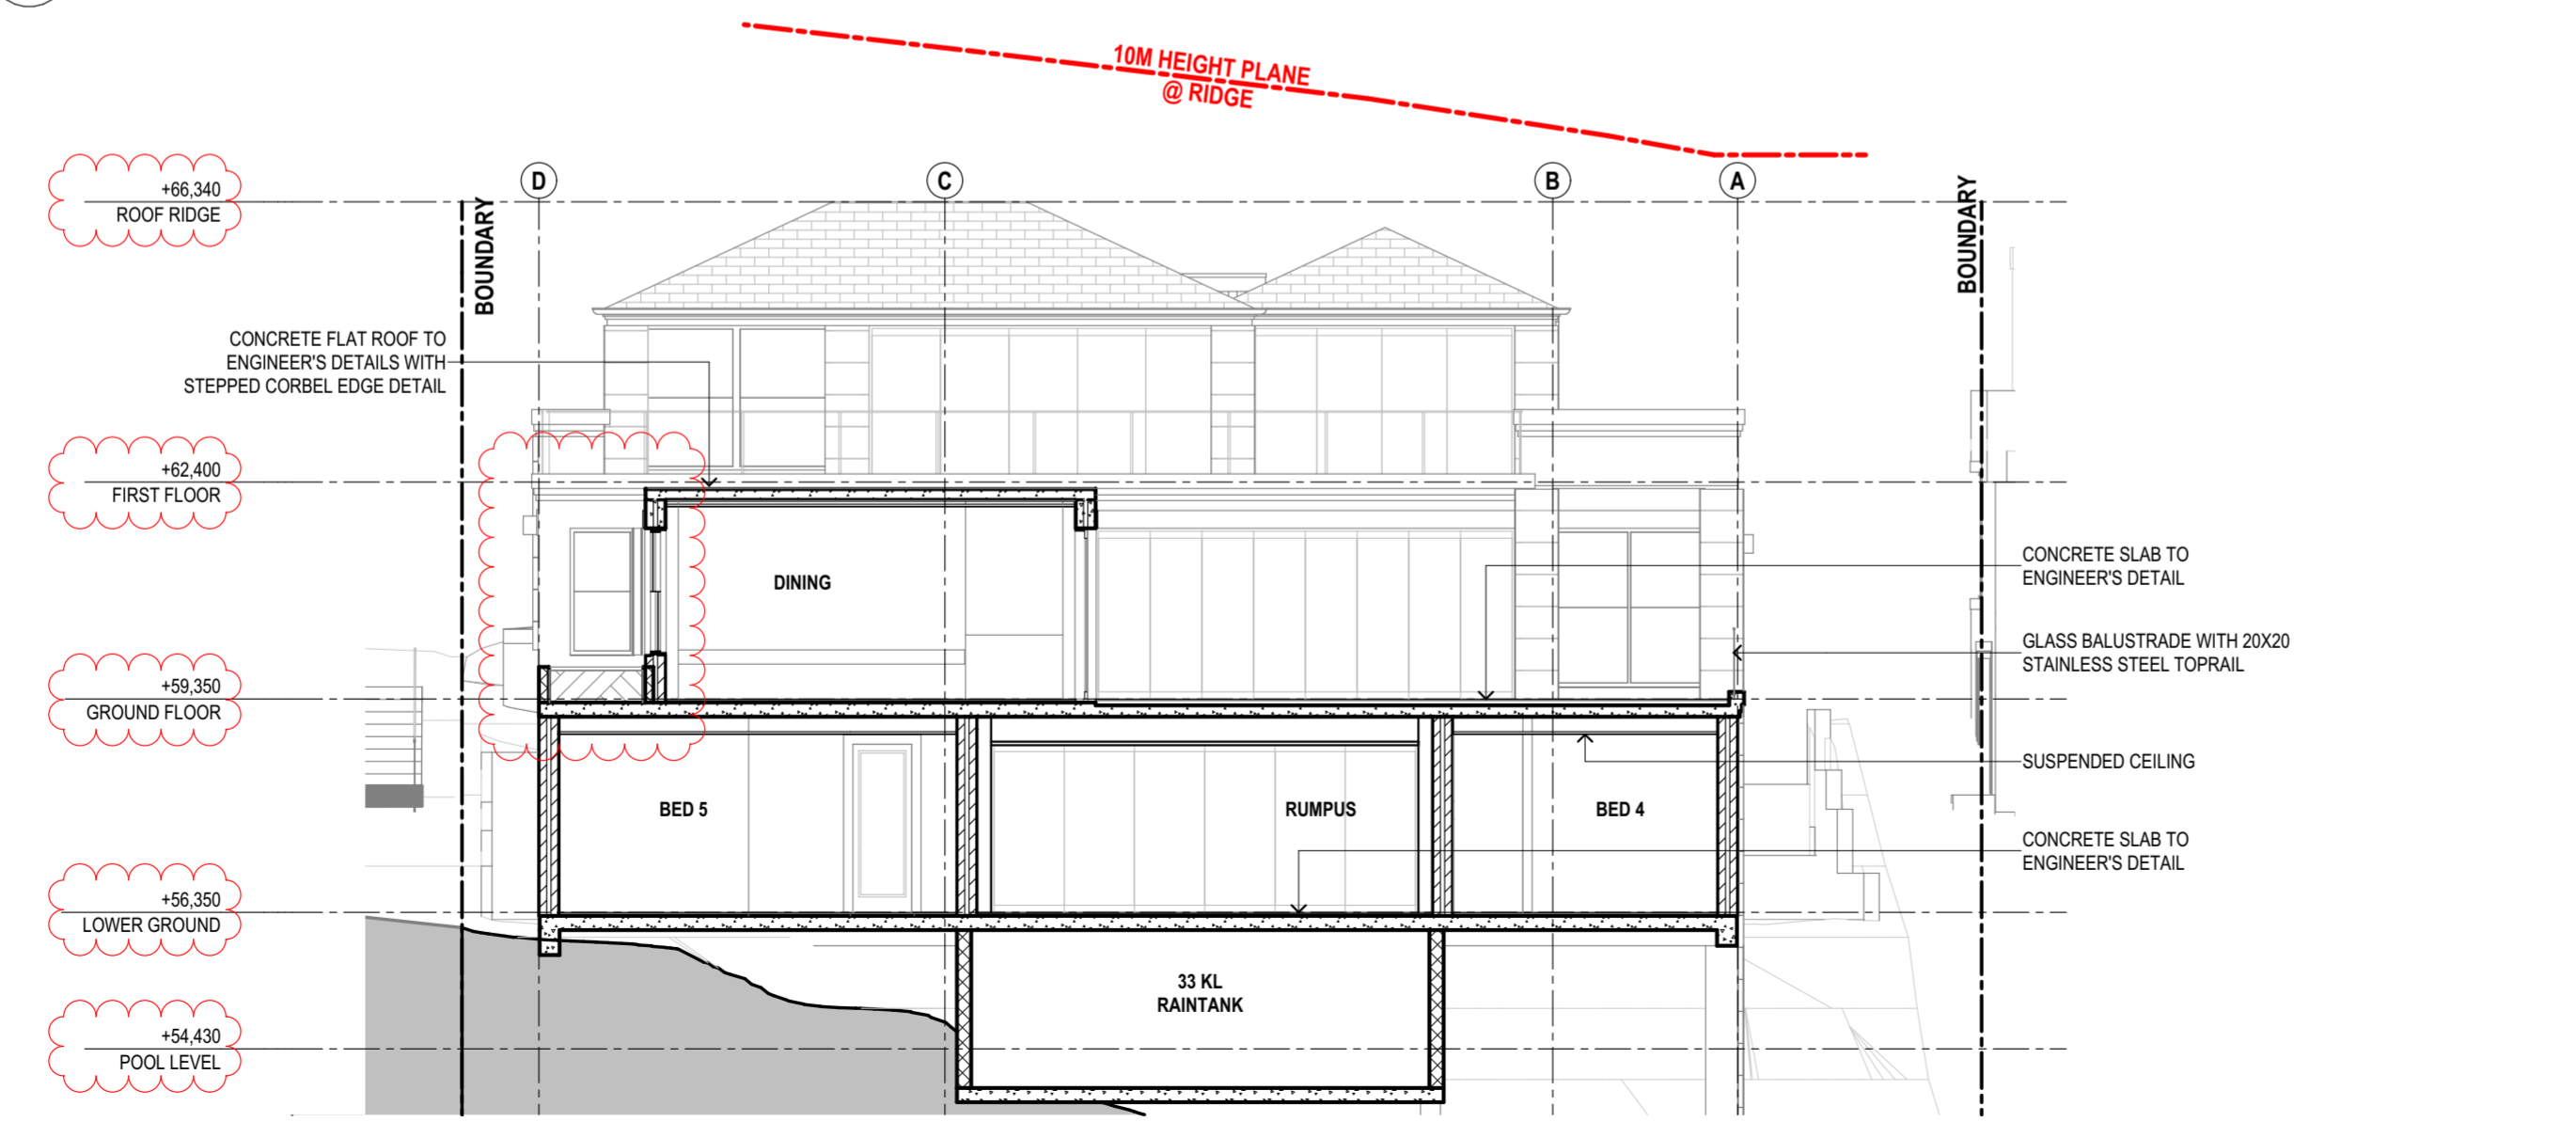 10M HEIGHT PLANE
@ RIDGE
D
C
B
A
+66,340
ROOF RIDGE
BOUNDARY
BOUNDARY
CONCRETE FLAT ROOF TO
ENGINEER'S DETAILS WITH
STEPPED CORBEL EDGE DETAIL
+62,400
FIRST FLOOR
DINING
CONCRETE SLAB TO
ENGINEER'S DETAIL
GLASS BALUSTRADE WITH 20X20
STAINLESS STEEL TOPRAIL
+59,350
GROUND FLOOR
SUSPENDED CEILING
BED 5
RUMPUS
BED 4
CONCRETE SLAB TO
ENGINEER'S DETAIL
+56,350
LOWER GROUND
33 KL
RAINTANK
+54,430
POOL LEVEL